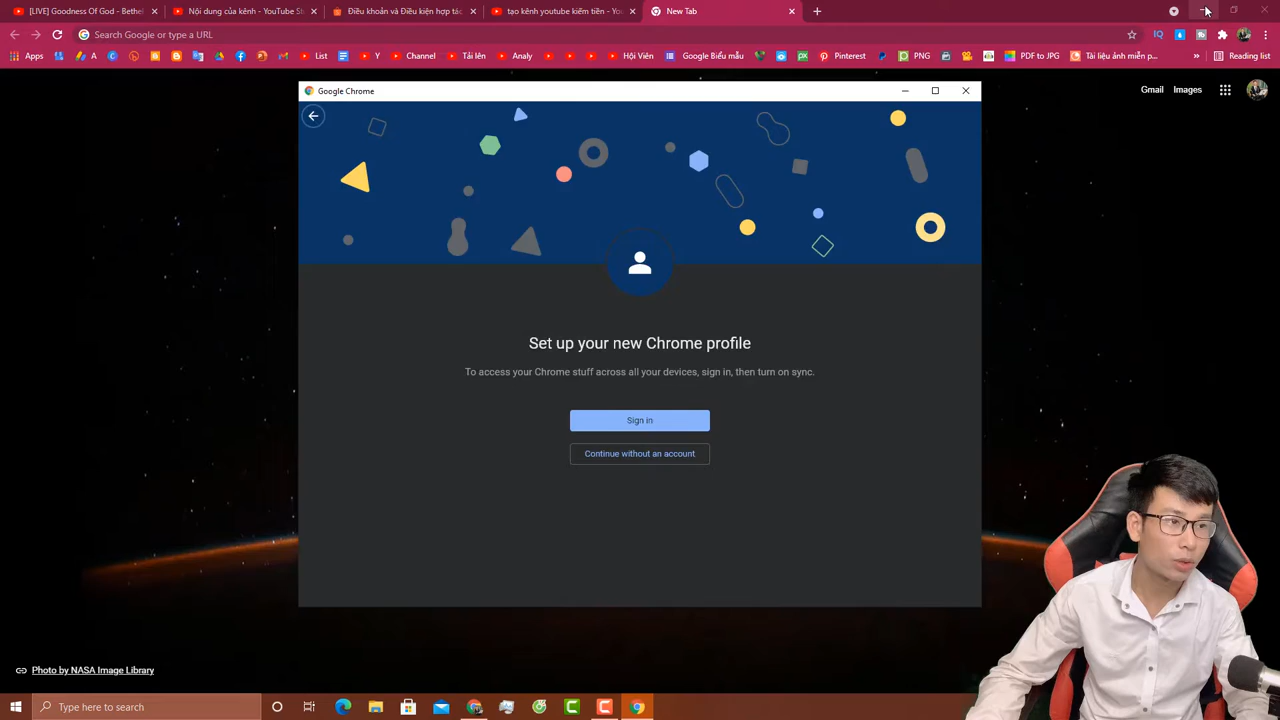 [LIVE] Goodness Of God - Bethel
Nội dung của kênh - YouTube St
Điều khoản và Điều kiện hợp tác
tạo kênh youtube kiếm tiền - You
New Tab
Search Google or type a URL
Apps
A
List
Y
Channel
Tải lên
Analy
Hội Viên
Google Biểu mẫu
Pinterest
PNG
PDF to JPG
Tài liệu ảnh miễn p...
Reading list
Gmail
Images
Google Chrome
Set up your new Chrome profile
To access your Chrome stuff across all your devices, sign in, then turn on sync.
Sign in
Continue without an account
Photo by NASA Image Library
Type here to search